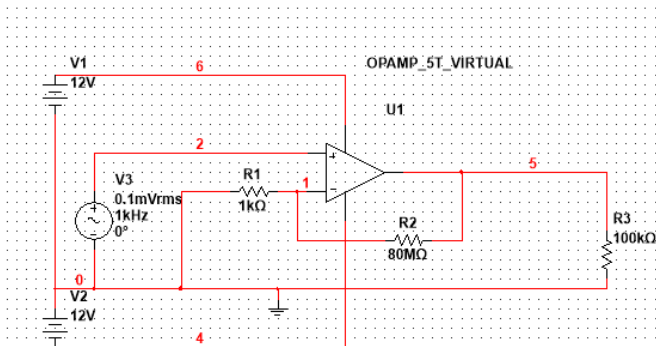 V1
12V
6
OPAMP_5T_VIRTUAL
U1
2
V3
0.1mVrms
1kHz
0°
R1
1kΩ
1
5
R2
80MΩ
R3
100kΩ
0
V2
12V
4